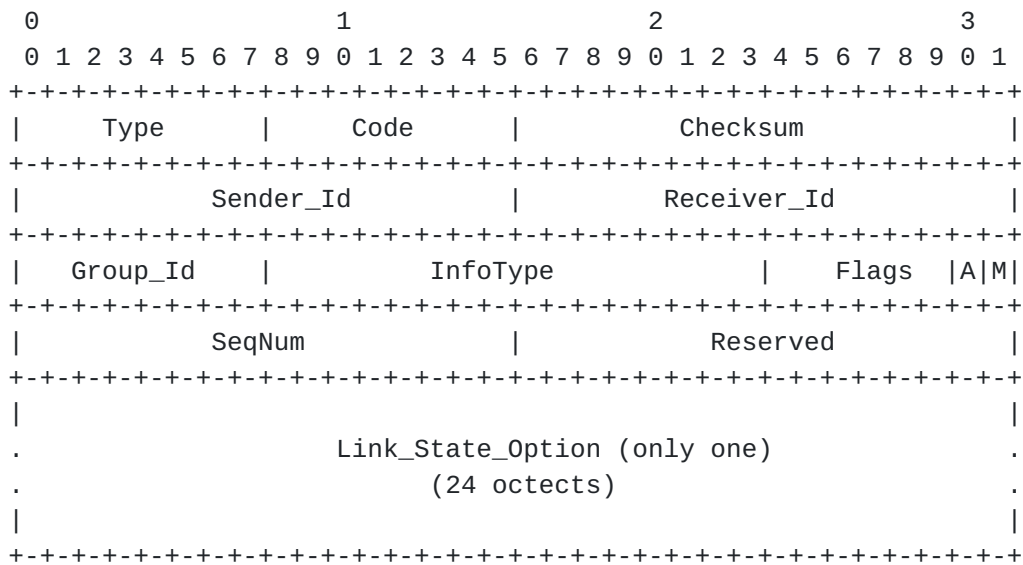 0                   1                   2                   3
 0 1 2 3 4 5 6 7 8 9 0 1 2 3 4 5 6 7 8 9 0 1 2 3 4 5 6 7 8 9 0 1
+-+-+-+-+-+-+-+-+-+-+-+-+-+-+-+-+-+-+-+-+-+-+-+-+-+-+-+-+-+-+-+-+
|     Type      |     Code      |          Checksum             |
+-+-+-+-+-+-+-+-+-+-+-+-+-+-+-+-+-+-+-+-+-+-+-+-+-+-+-+-+-+-+-+-+
|            Sender_Id          |         Receiver_Id           |
+-+-+-+-+-+-+-+-+-+-+-+-+-+-+-+-+-+-+-+-+-+-+-+-+-+-+-+-+-+-+-+-+
|   Group_Id    |          InfoType             |    Flags  |A|M|
+-+-+-+-+-+-+-+-+-+-+-+-+-+-+-+-+-+-+-+-+-+-+-+-+-+-+-+-+-+-+-+-+
|            SeqNum             |            Reserved           |
+-+-+-+-+-+-+-+-+-+-+-+-+-+-+-+-+-+-+-+-+-+-+-+-+-+-+-+-+-+-+-+-+
|                                                               |
.                    Link_State_Option (only one)               .
.                          (24 octects)                         .
|                                                               |
+-+-+-+-+-+-+-+-+-+-+-+-+-+-+-+-+-+-+-+-+-+-+-+-+-+-+-+-+-+-+-+-+